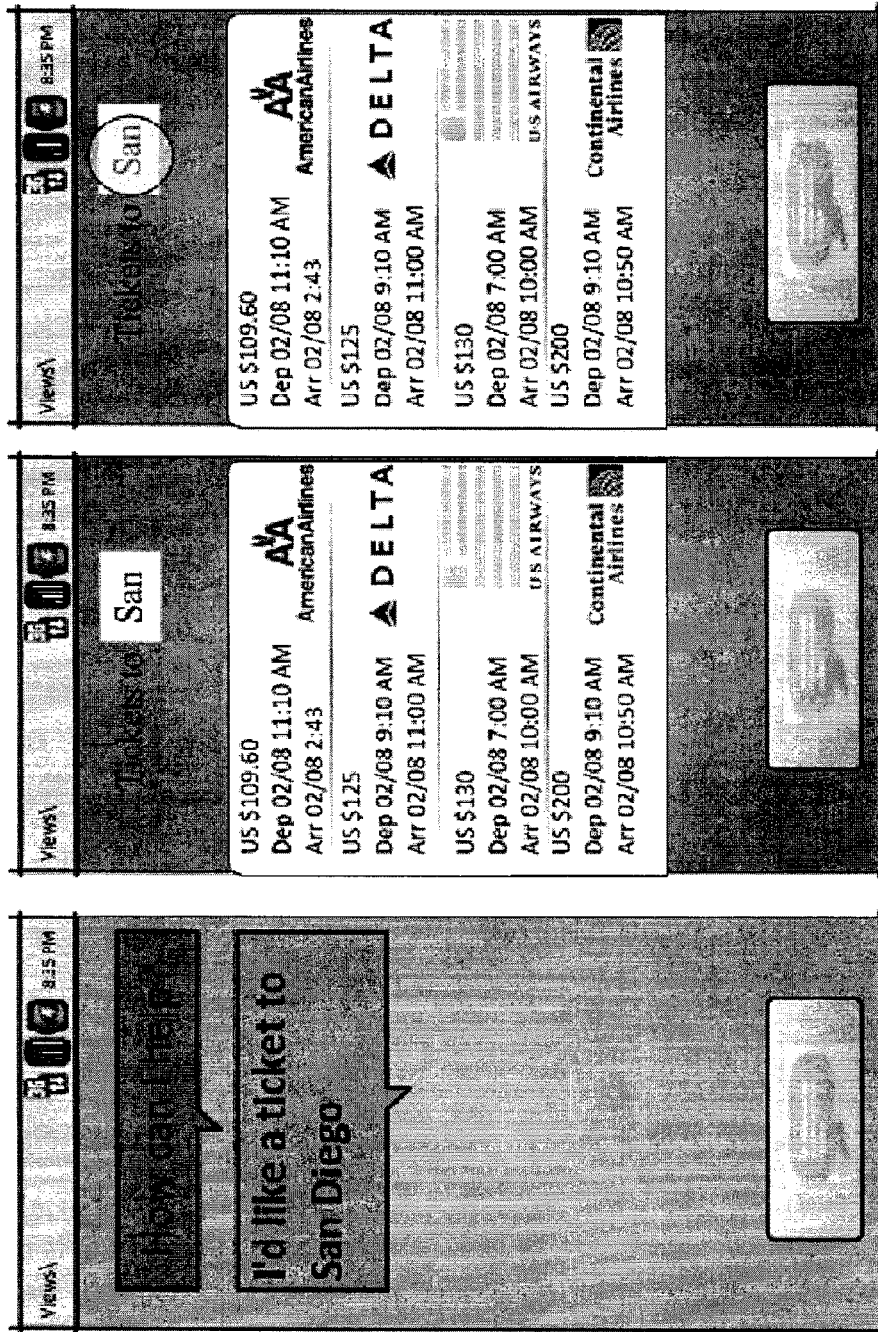 Views\ 8:35 PM
How can I help?
I'd like a ticket to
San Diego
Views\ 8:35 PM
Tickets to San
US $109.60
Dep 02/08 11:10 AM
Arr 02/08 2:43
AA
AmericanAirlines
US $125
Dep 02/08 9:10 AM
Arr 02/08 11:00 AM
DELTA
US $130
Dep 02/08 7:00 AM
Arr 02/08 10:00 AM
U·S AIRWAYS
US $200
Dep 02/08 9:10 AM
Arr 02/08 10:50 AM
Continental
Airlines
Views\ 8:35 PM
Tickets to San
US $109.60
Dep 02/08 11:10 AM
Arr 02/08 2:43
AA
AmericanAirlines
US $125
Dep 02/08 9:10 AM
Arr 02/08 11:00 AM
DELTA
US $130
Dep 02/08 7:00 AM
Arr 02/08 10:00 AM
U·S AIRWAYS
US $200
Dep 02/08 9:10 AM
Arr 02/08 10:50 AM
Continental
Airlines